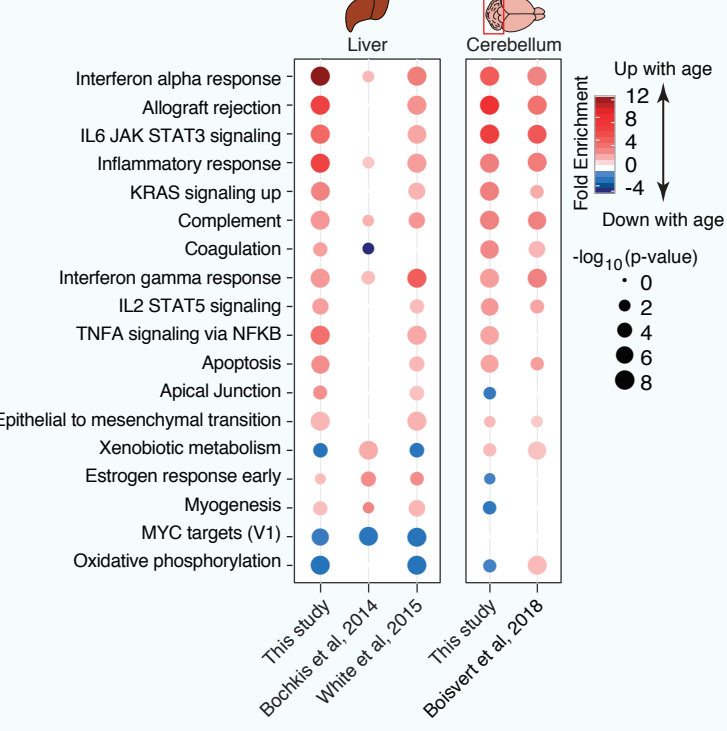 Liver
Cerebellum
Interferon alpha response
Allograft rejection
IL6 JAK STAT3 signaling
Inflammatory response
KRAS signaling up
Complement
Coagulation
Interferon gamma response
IL2 STAT5 signaling
TNFA signaling via NFKB
Apoptosis
Apical Junction
Epithelial to mesenchymal transition
Xenobiotic metabolism
Estrogen response early
Myogenesis
MYC targets (V1)
Oxidative phosphorylation
This study
Bochkis et al, 2014
White et al, 2015
This study
Boisvert et al, 2018
Up with age
Fold Enrichment
12
8
4
0
-4
Down with age
-log10(p-value)
0
2
4
6
8